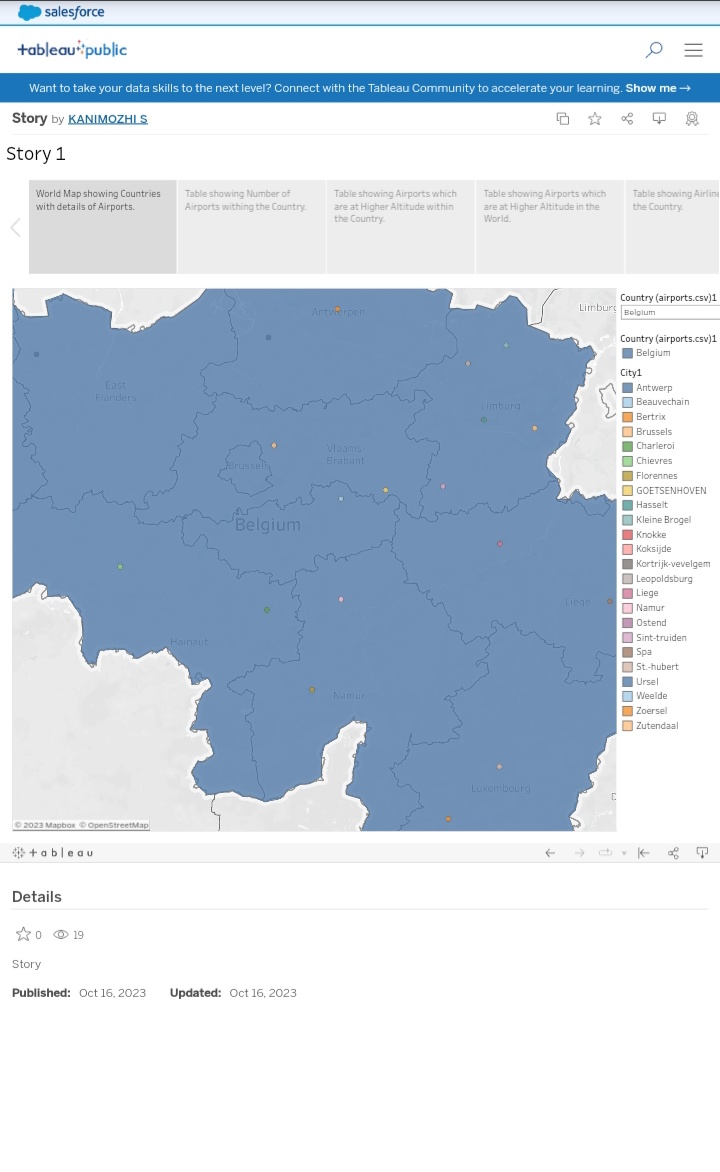 salesforce
+ableau public
Want to take your data skills to the next level? Connect with the Tableau Community to accelerate your learning. Show me →
Story by KANIMOZHI S
Story 1
World Map showing Countries
with details of Airports.
Table showing Number of
Airports withing the Country.
Table showing Airports which
are at Higher Altitude within
the Country.
Table showing Airports which
are at Higher Altitude in the
World.
Table showing Airline
the Country.
Antwerpen
Limburg
East
Flanders
Limburg
Brussels
Vlaams-
Brabant
Belgium
Liège
Hainaut
Namur
Luxembourg
D
© 2023 Mapbox © OpenStreetMap
Country (airports.csv)1
Belgium
Country (airports.csv)1
Belgium
City1
Antwerp
Beauvechain
Bertrix
Brussels
Charleroi
Chievres
Florennes
GOETSENHOVEN
Hasselt
Kleine Brogel
Knokke
Koksijde
Kortrijk-vevelgem
Leopoldsburg
Liege
Namur
Ostend
Sint-truiden
Spa
St.-hubert
Ursel
Weelde
Zoersel
Zutendaal
+ a b | e a u
Details
0 19
Story
Published: Oct 16, 2023 Updated: Oct 16, 2023